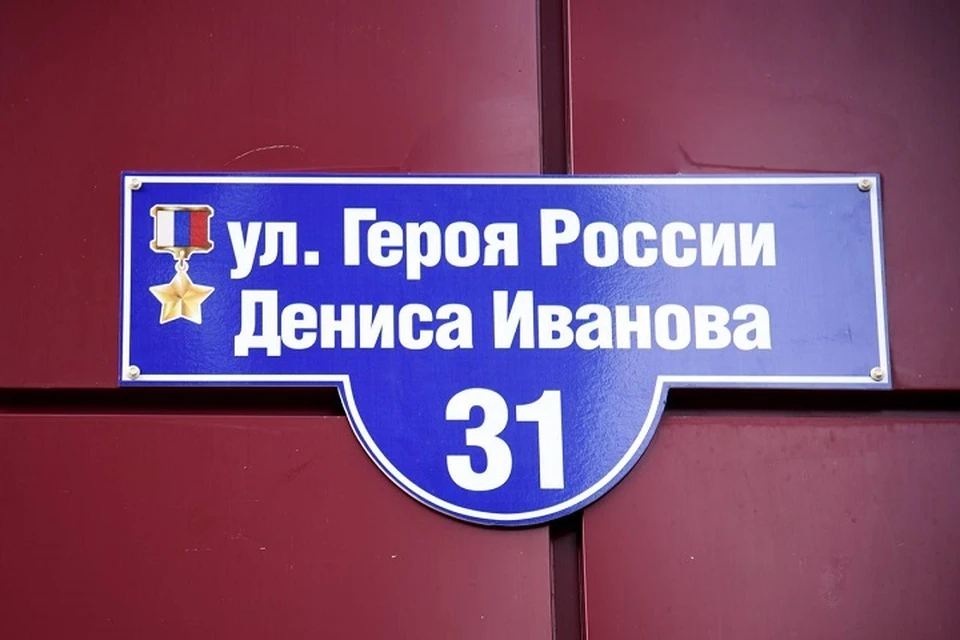 ул. Героя России
Дениса Иванова
31